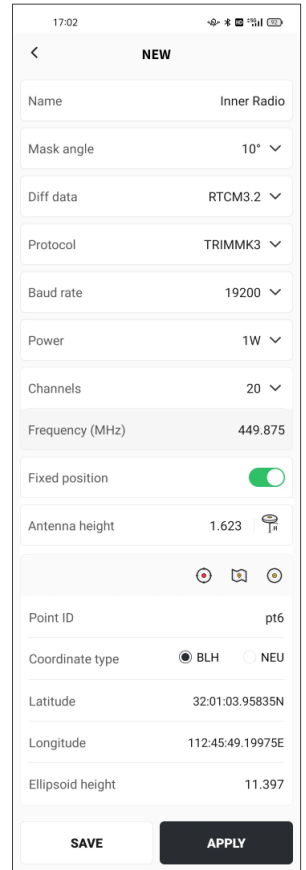 17:02
92
NEW
Name Inner Radio
Mask angle 10°
Diff data RTCM3.2
Protocol TRIMMK3
Baud rate 19200
Power 1W
Channels 20
Frequency (MHz) 449.875
Fixed position
Antenna height 1.623
Point ID pt6
Coordinate type BLH NEU
Latitude 32:01:03.95835N
Longitude 112:45:49.19975E
Ellipsoid height 11.397
SAVE APPLY